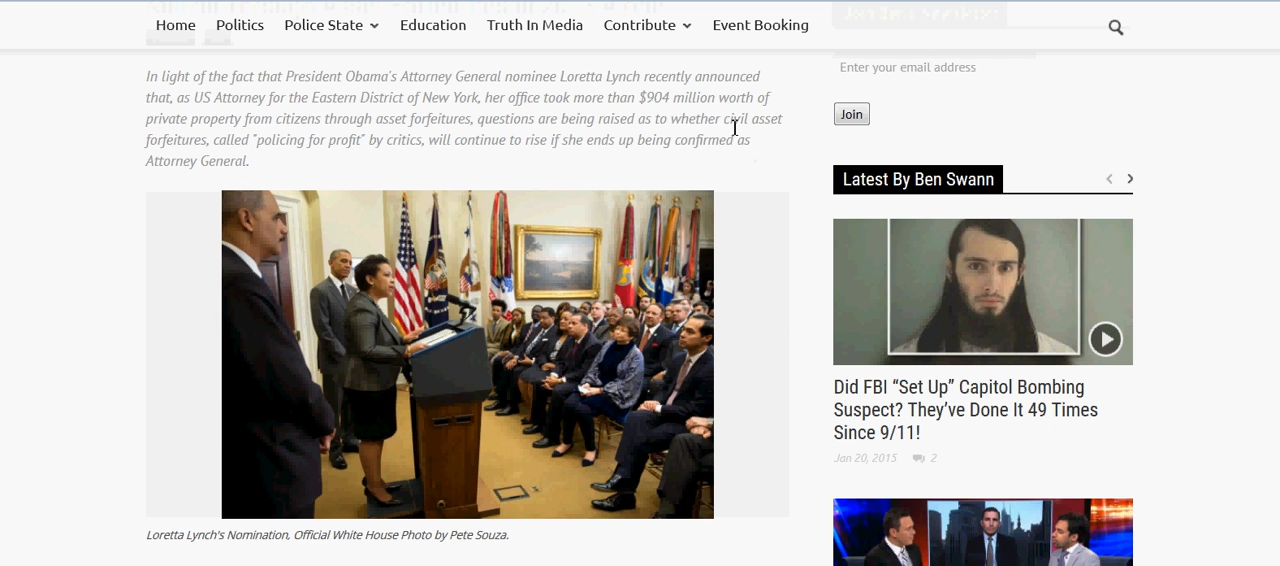 Home Politics Police State Education Truth In Media Contribute Event Booking
In light of the fact that President Obama's Attorney General nominee Loretta Lynch recently announced
that, as US Attorney for the Eastern District of New York, her office took more than $904 million worth of
private property from citizens through asset forfeitures, questions are being raised as to whether civil asset
forfeitures, called "policing for profit" by critics, will continue to rise if she ends up being confirmed as
Attorney General.
Loretta Lynch's Nomination, Official White House Photo by Pete Souza.
Enter your email address
Join
Latest By Ben Swann
Did FBI “Set Up” Capitol Bombing
Suspect? They’ve Done It 49 Times
Since 9/11!
Jan 20, 2015 2